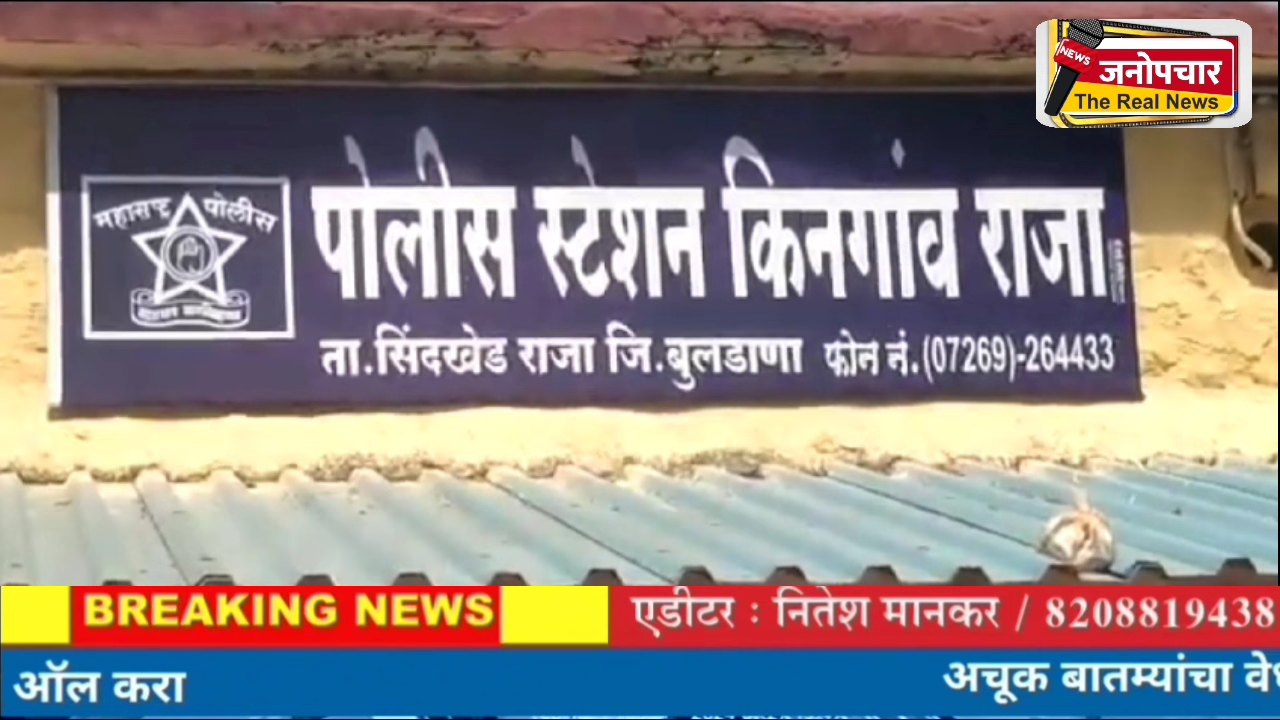 NEWS
जनोपचार
The Real News
महाराष्ट्र पोलीस
पोलीस स्टेशन किनगांव राजा
ता.सिंदखेड राजा जि.बुलडाणा फोन नं.(07269)-264433
BREAKING NEWS
एडीटर : नितेश मानकर / 8208819438
ऑल करा
अचूक बातम्यांचा